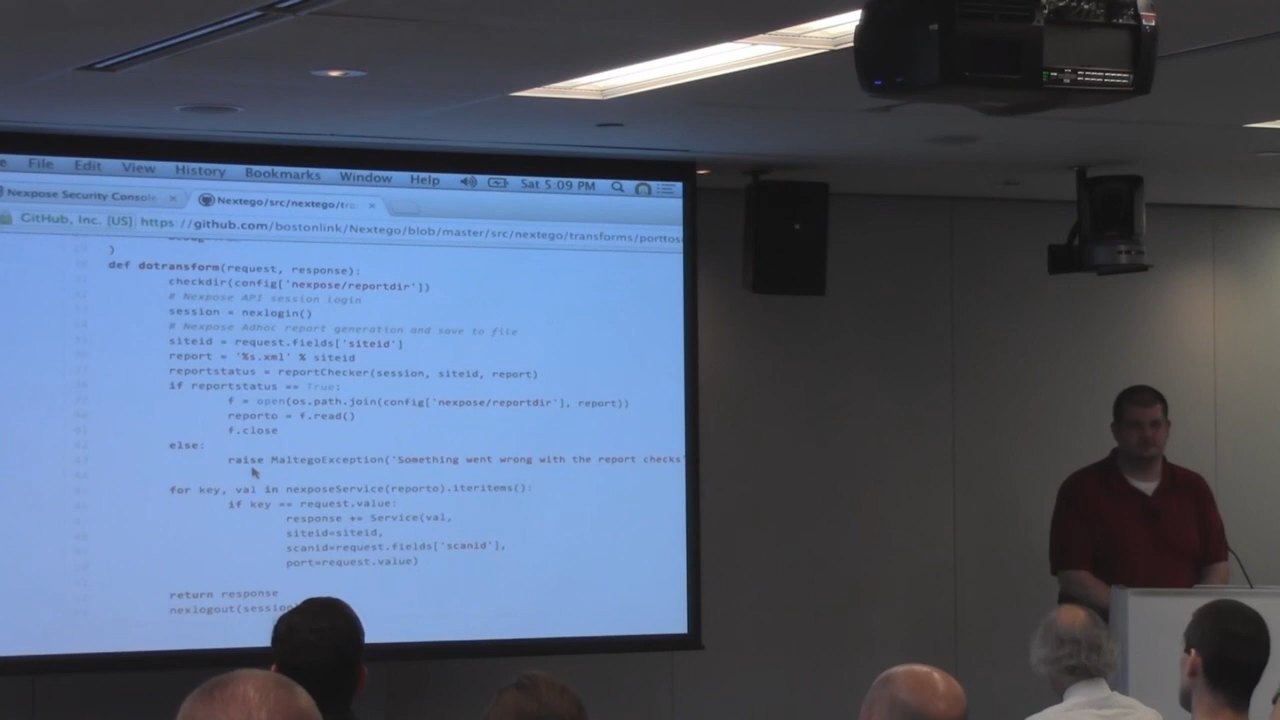 File Edit View History Bookmarks Window Help Sat 5:09 PM
Nexpose Security Console Nextego/src/nextego/tra
GitHub, Inc. [US] https://github.com/bostonlink/Nextego/blob/master/src/nextego/transforms/porttos
)
def dotransform(request, response):
checkdir(config['nexpose/reportdir'])
# Nexpose API session login
session = nexlogin()
# Nexpose Adhoc report generation and save to file
siteid = request.fields['siteid']
report = '%s.xml' % siteid
reportstatus = reportChecker(session, siteid, report)
if reportstatus == True:
f = open(os.path.join(config['nexpose/reportdir'], report))
reporto = f.read()
f.close
else:
raise MaltegoException('Something went wrong with the report checks'
for key, val in nexposeService(reporto).iteritems():
if key == request.value:
response += Service(val,
siteid=siteid,
scanid=request.fields['scanid'],
port=request.value)
return response
nexlogout(session)